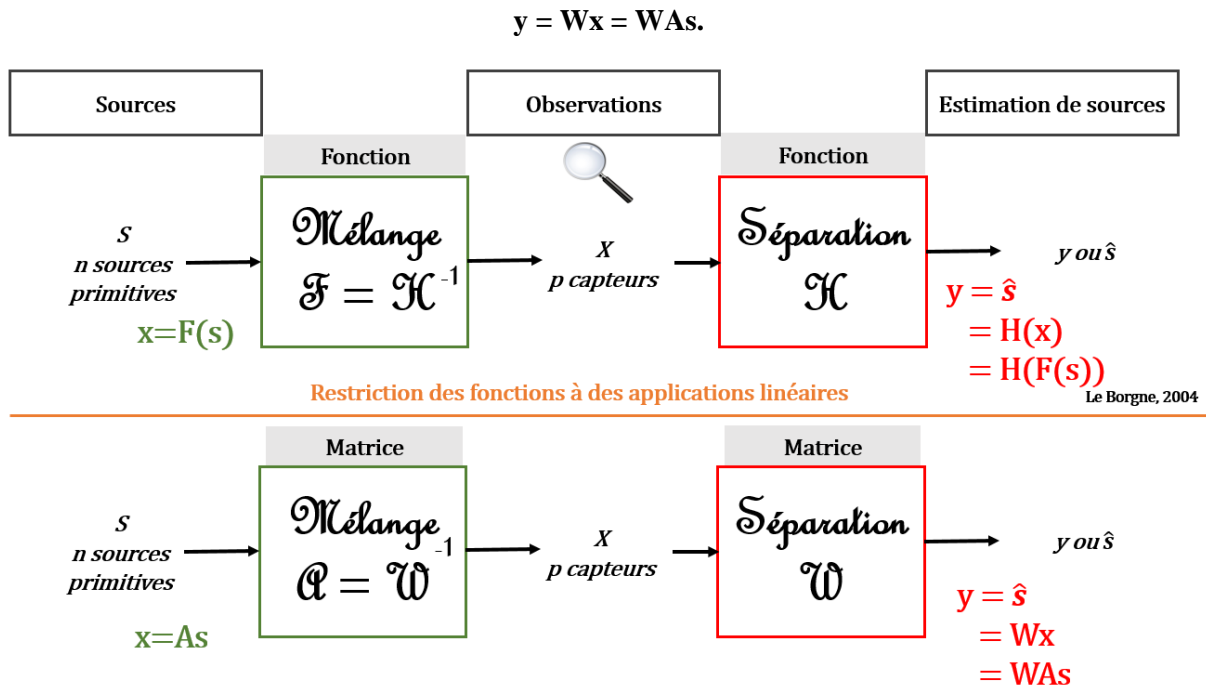 y = Wx = WAs.
Sources
Observations
Estimation de sources
Fonction
Fonction
S
n sources
primitives
x=F(s)
Mélange
ℱ = ℋ⁻¹
X
p capteurs
Séparation
ℋ
y ou ŝ
y = ŝ
= H(x)
= H(F(s))
Restriction des fonctions à des applications linéaires
Le Borgne, 2004
Matrice
Matrice
S
n sources
primitives
x=As
Mélange
𝒜 = 𝒲⁻¹
X
p capteurs
Séparation
𝒲
y ou ŝ
y = ŝ
= Wx
= WAs